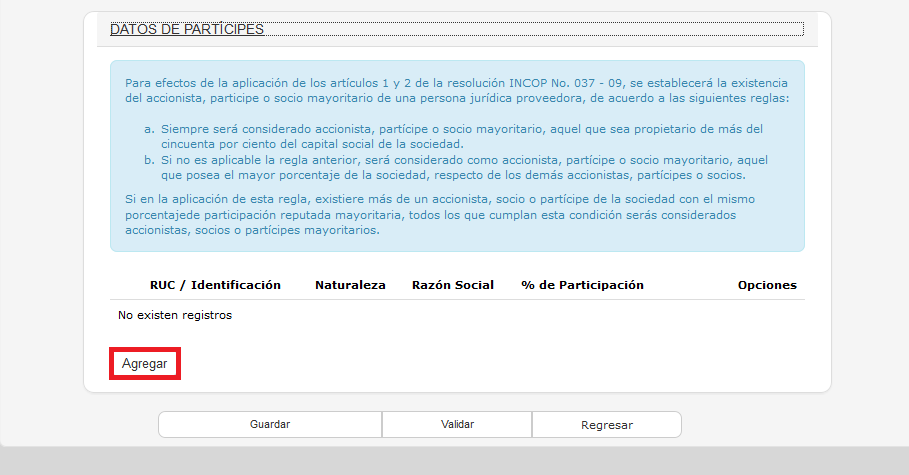 DATOS DE PARTÍCIPES
Para efectos de la aplicación de los artículos 1 y 2 de la resolución INCOP No. 037 - 09, se establecerá la existencia
del accionista, participe o socio mayoritario de una persona jurídica proveedora, de acuerdo a las siguientes reglas:
a. Siempre será considerado accionista, partícipe o socio mayoritario, aquel que sea propietario de más del
cincuenta por ciento del capital social de la sociedad.
b. Si no es aplicable la regla anterior, será considerado como accionista, partícipe o socio mayoritario, aquel
que posea el mayor porcentaje de la sociedad, respecto de los demás accionistas, partícipes o socios.
Si en la aplicación de esta regla, existiere más de un accionista, socio o partícipe de la sociedad con el mismo
porcentajede participación reputada mayoritaria, todos los que cumplan esta condición serás considerados
accionistas, socios o partícipes mayoritarios.
RUC / Identificación Naturaleza Razón Social % de Participación Opciones
No existen registros
Agregar
Guardar Validar Regresar